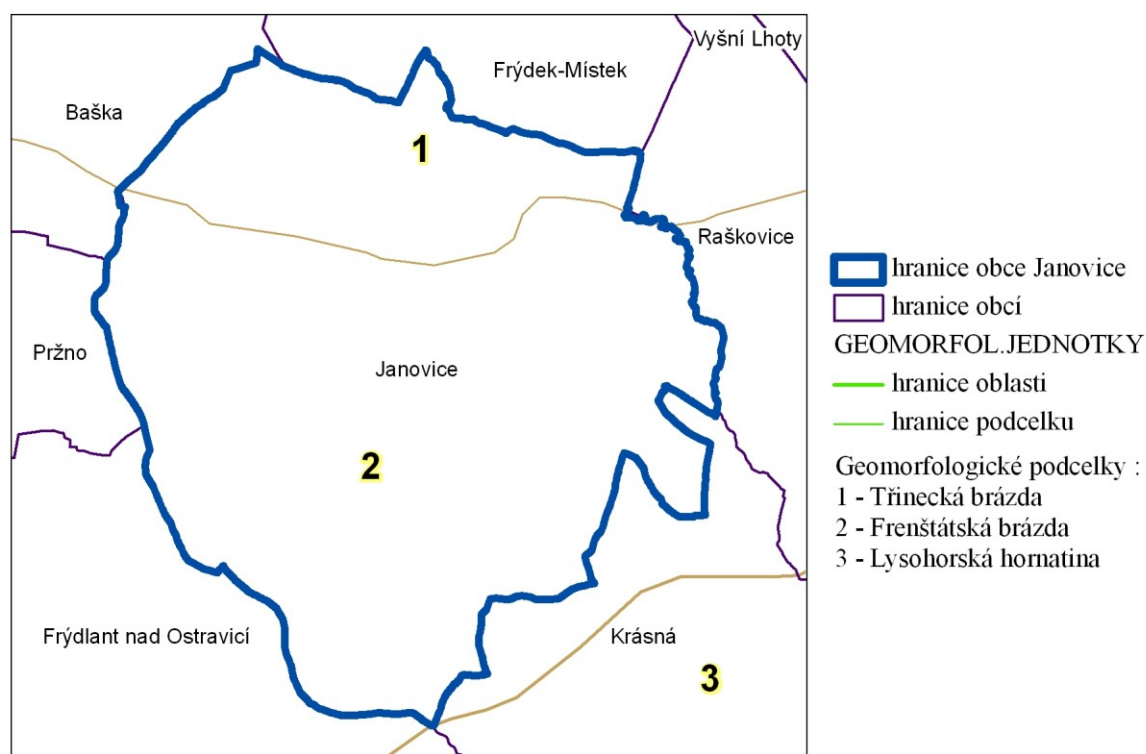 Vyšní Lhoty
Frýdek-Místek
Baška
1
Raškovice
Pržno
Janovice
2
Frýdlant nad Ostravicí
Krásná
3
hranice obce Janovice
hranice obcí
GEOMORFOL.JEDNOTKY
hranice oblasti
hranice podcelku
Geomorfologické podcelky :
1 - Třinecká brázda
2 - Frenštátská brázda
3 - Lysohorská hornatina